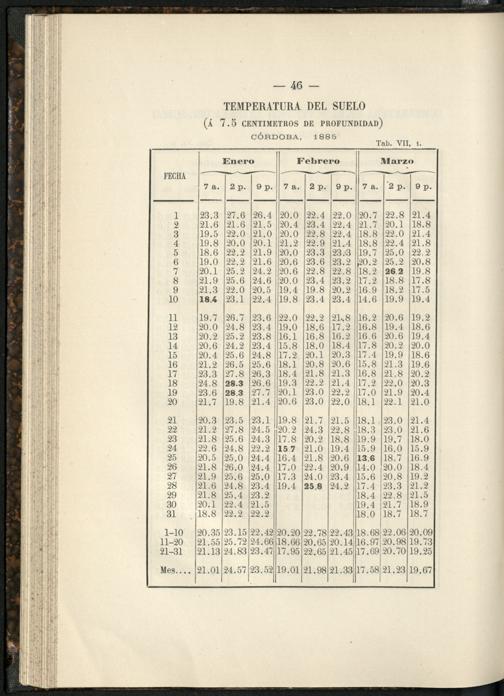 — 46 —
TEMPERATURA DEL SUELO
(Á 7.5 CENTIMETROS DE PROFUNDIDAD)
CÓRDOBA, 1885
Tab. VII, 1.
FECHA Enero Febrero Marzo
7 a. 2 p. 9 p. 7 a. 2 p. 9 p. 7 a. 2 p. 9 p.
1 23.3 27.6 26.4 20.0 22.4 22.0 20.7 22.8 21.4
2 21.6 21.6 21.5 20.4 23.4 22.4 21.7 20.1 18.8
3 19.5 22.0 21.0 20.0 22.8 22.4 18.8 22.0 21.4
4 19.8 20.0 20.1 21.2 22.9 21.4 18.8 22.4 21.8
5 18.6 22.2 21.9 20.0 23.3 23.3 19.7 25.0 22.2
6 19.0 22.2 21.6 20.6 23.6 23.2 20.2 25.2 20.8
7 20.1 25.2 24.2 20.6 22.8 22.8 18.2 26.2 19.8
8 21.9 25.6 24.6 20.0 23.4 23.2 17.2 18.8 17.8
9 21.3 22.0 20.5 19.4 19.8 20.2 16.9 18.2 17.5
10 18.4 23.1 22.4 19.8 23.4 23.4 14.6 19.9 19.4
11 19.7 26.7 23.6 22.0 22.2 21.8 16.2 20.6 19.2
12 20.0 24.8 23.4 19.0 18.6 17.2 16.8 19.4 18.6
13 20.2 25.2 23.8 16.1 16.8 16.2 16.6 20.6 19.4
14 20.6 24.2 23.4 15.8 18.0 18.4 17.8 20.2 20.0
15 20.4 25.6 24.8 17.2 20.1 20.3 17.4 19.9 18.6
16 21.2 26.5 25.6 18.1 20.8 20.6 15.8 21.3 19.6
17 23.3 27.8 26.3 18.4 21.8 21.3 16.8 21.8 20.2
18 24.8 28.3 26.6 19.3 22.2 21.4 17.2 22.0 20.3
19 23.6 28.3 27.7 20.1 23.0 22.2 17.0 21.9 20.4
20 21.7 19.8 21.4 20.6 23.0 22.0 18.1 22.1 21.0
21 20.3 23.5 23.1 19.8 21.7 21.5 18.1 23.0 21.4
22 21.2 27.8 24.5 20.2 24.3 22.8 18.3 23.0 21.6
23 21.8 25.6 24.3 17.8 20.2 18.8 19.9 19.7 18.0
24 22.6 24.8 22.2 15.7 21.0 19.4 15.9 16.0 15.9
25 20.5 25.0 24.4 16.4 21.8 20.6 13.6 18.7 16.9
26 21.8 26.0 24.4 17.0 22.4 20.9 14.0 20.0 18.4
27 21.9 25.6 25.0 17.3 24.0 23.4 15.6 20.8 19.2
28 21.6 24.8 23.4 19.4 25.8 24.2 17.4 23.3 21.2
29 21.8 25.4 23.2 18.4 22.8 21.5
30 20.1 22.4 21.5 19.4 21.7 18.9
31 18.8 22.2 22.2 18.0 18.7 18.7
1–10 20.35 23.15 22.42 20.20 22.78 22.43 18.68 22.06 20.09
11–20 21.55 25.72 24.66 18.66 20.65 20.14 16.97 20.98 19.73
21–31 21.13 24.83 23.47 17.95 22.65 21.45 17.69 20.70 19.25
Mes.... 21.01 24.57 23.52 19.01 21.98 21.33 17.58 21.23 19.67